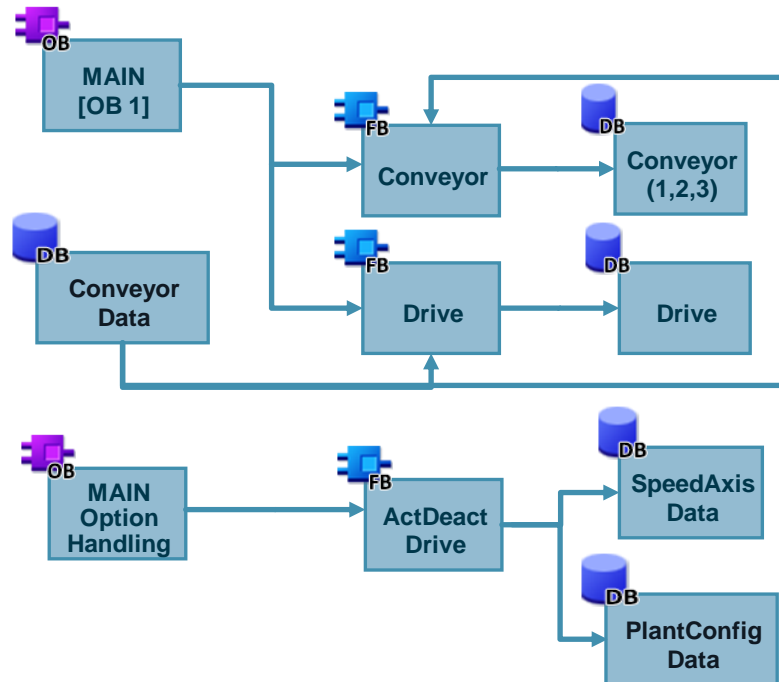 OB
MAIN
[OB 1]
FB
Conveyor
DB
Conveyor
(1,2,3)
DB
Conveyor
Data
FB
Drive
DB
Drive
OB
MAIN
Option
Handling
FB
ActDeact
Drive
DB
SpeedAxis
Data
DB
PlantConfig
Data